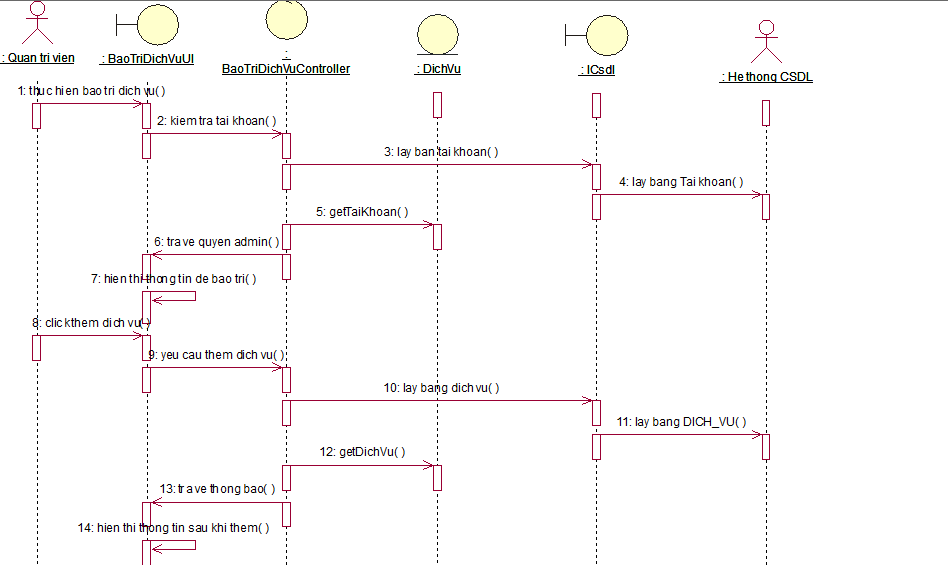 : Quan tri vien
: BaoTriDichVuUI
:
BaoTriDichVuController
: DichVu
: ICsdl
: He thong CSDL
1: thuc hien bao tri dich vu( )
2: kiem tra tai khoan( )
3: lay ban tai khoan( )
4: lay bang Tai khoan( )
5: getTaiKhoan( )
6: tra ve quyen admin( )
7: hien thi thong tin de bao tri( )
8: click them dich vu( )
9: yeu cau them dich vu( )
10: lay bang dich vu( )
11: lay bang DICH_VU( )
12: getDichVu( )
13: tra ve thong bao( )
14: hien thi thong tin sau khi them( )